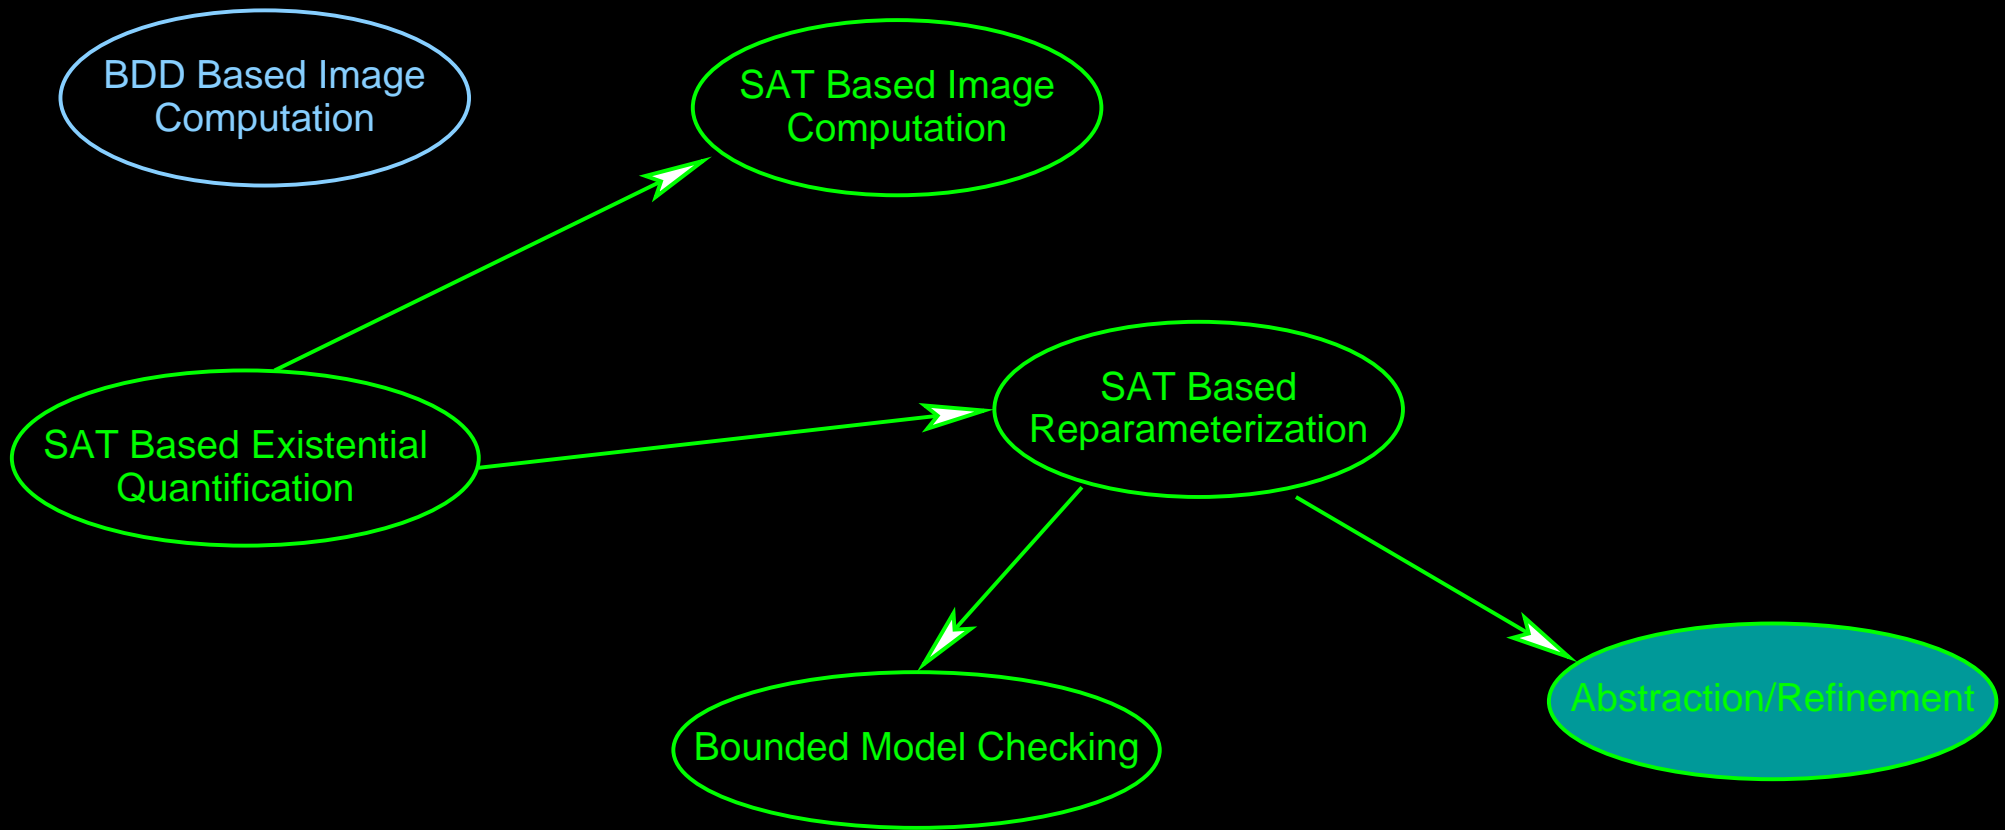 BDD Based Image
Computation
SAT Based Image
Computation
SAT Based Existential
Quantification
SAT Based
Reparameterization
Bounded Model Checking
Abstraction/Refinement